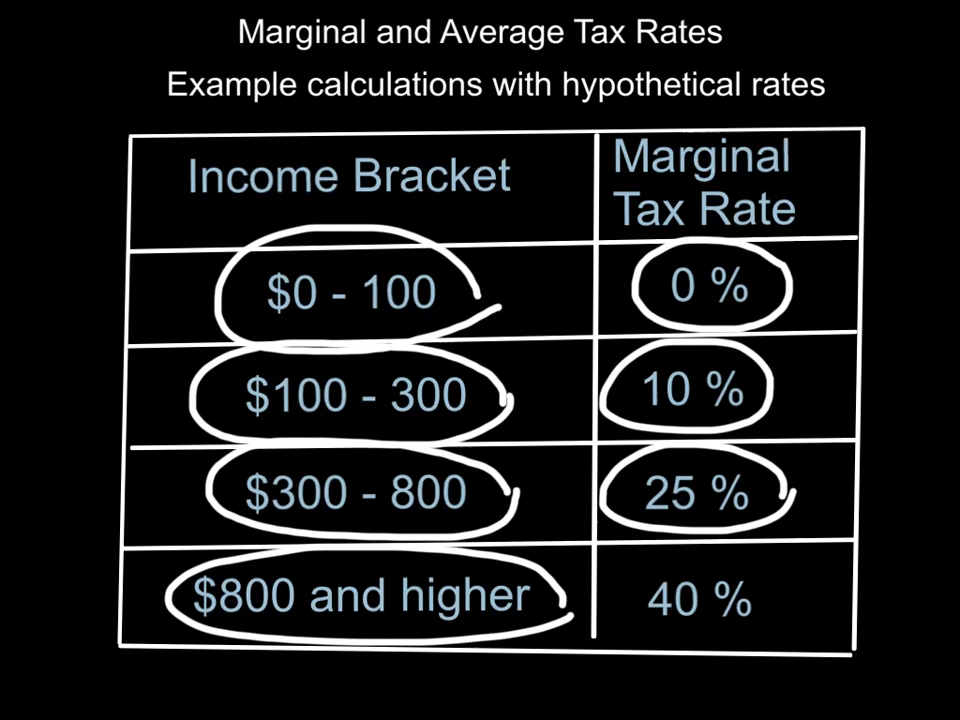 Marginal and Average Tax Rates
Example calculations with hypothetical rates
Income Bracket
Marginal
Tax Rate
$0 - 100
0 %
$100 - 300
10 %
$300 - 800
25 %
$800 and higher
40 %